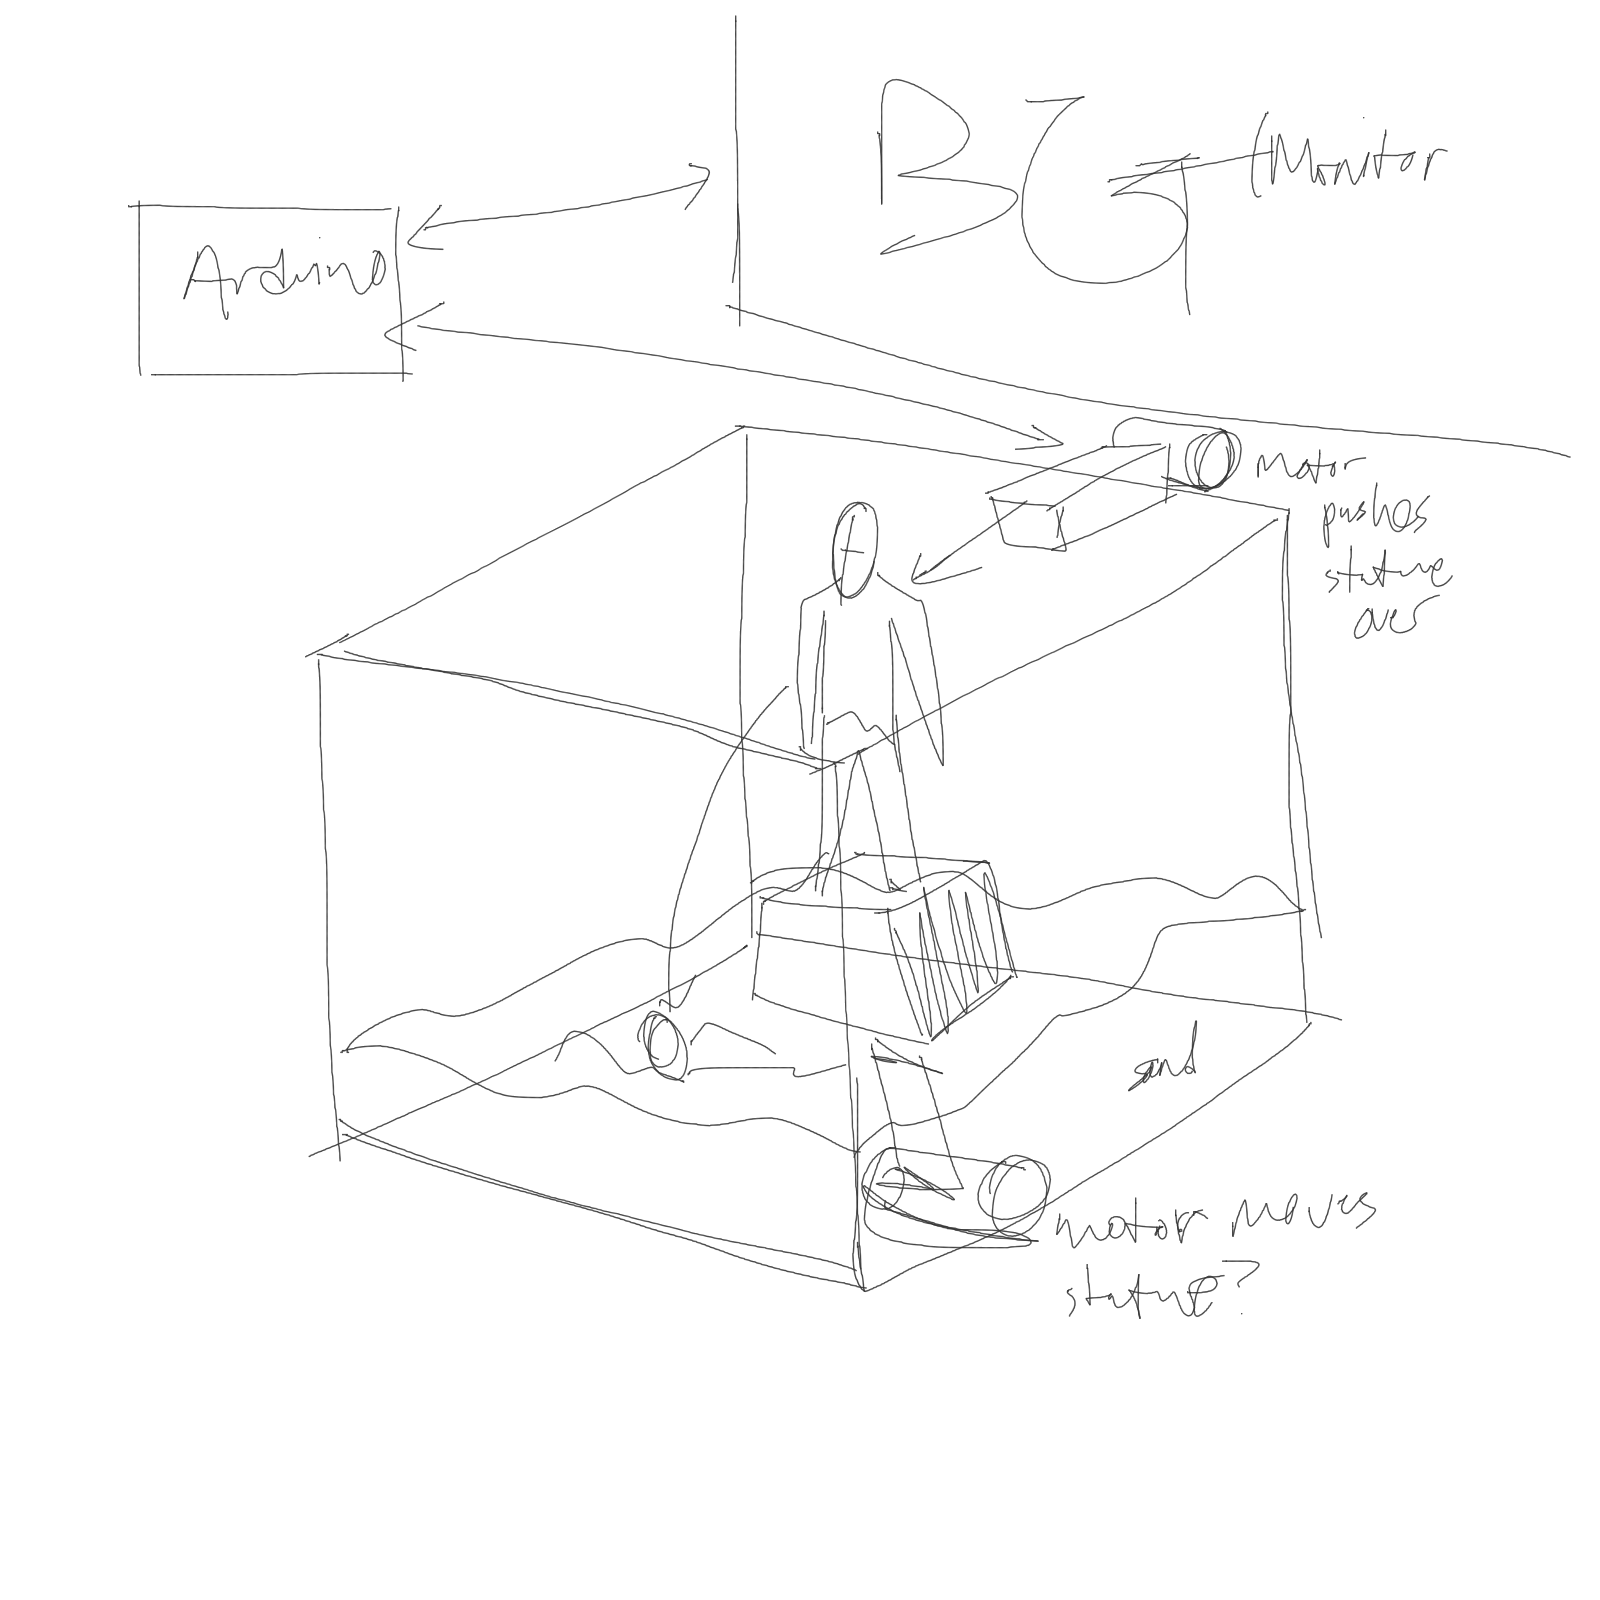 BG (Monitor
Arduino
motor
pushes
statue
over
sand
motor moves
statue?